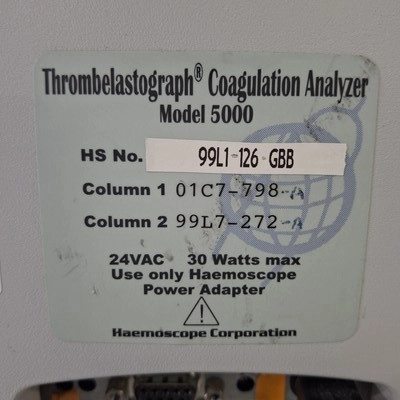 Thrombelastograph® Coagulation Analyzer
Model 5000
HS No. 99L1-126-GBB
Column 1 01C7-798-A
Column 2 99L7-272-A
24VAC 30 Watts max
Use only Haemoscope
Power Adapter
Haemoscope Corporation